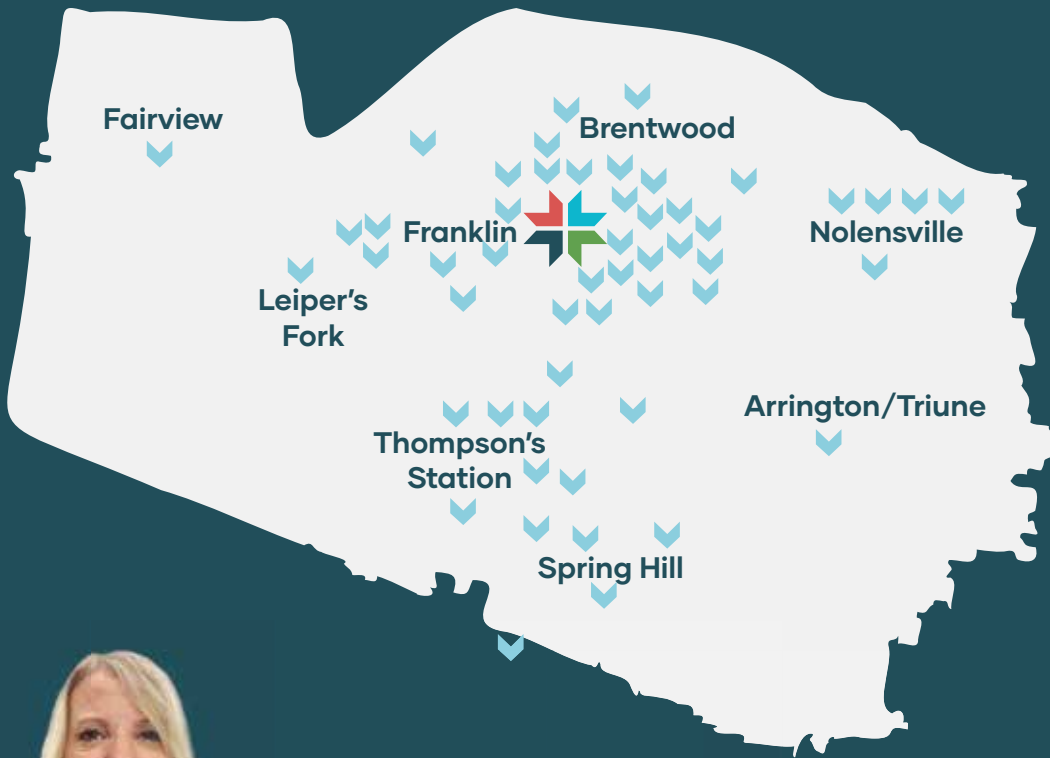 Fairview
Brentwood
Franklin
Nolensville
Leiper's
Fork
Arrington/Triune
Thompson's
Station
Spring Hill